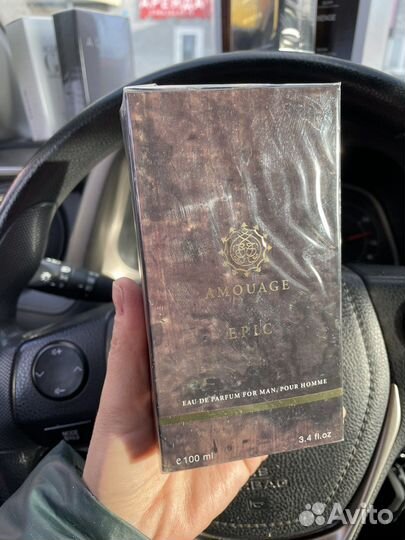 АРЕНДА
AMOUAGE
EPIC
EAU DE PARFUM FOR MAN, POUR HOMME
e 100 ml
3.4 fl.oz
Avito